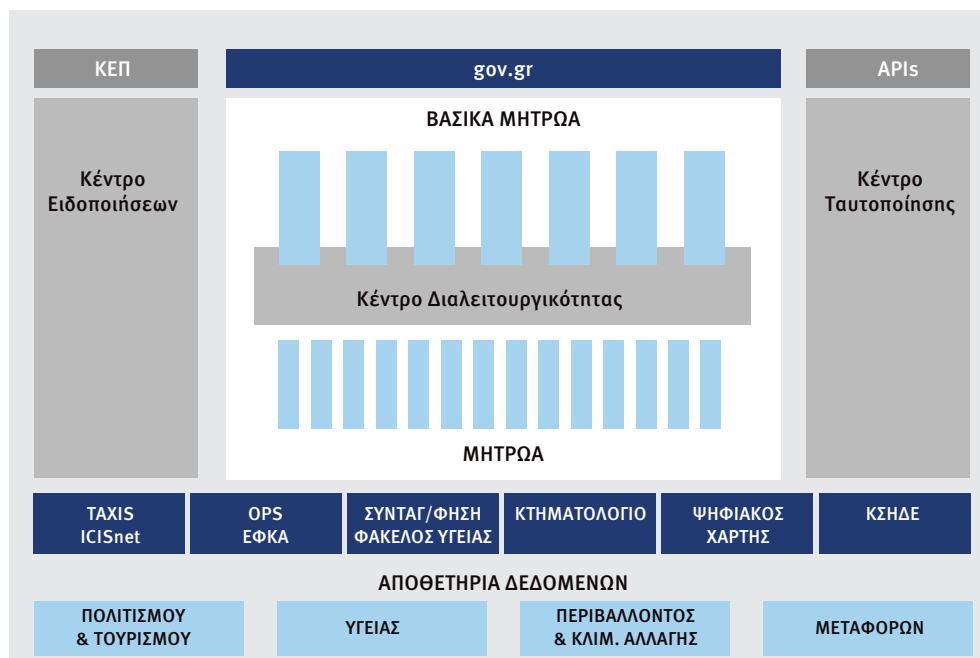 ΚΕΠ
gov.gr
APIs
ΒΑΣΙΚΑ ΜΗΤΡΩΑ
Κέντρο
Ειδοποιήσεων
Κέντρο
Ταυτοποίησης
Κέντρο Διαλειτουργικότητας
ΜΗΤΡΩΑ
TAXIS
ICISnet
OPS
ΕΦΚΑ
ΣΥΝΤΑΓ/ΦΗΣΗ
ΦΑΚΕΛΟΣ ΥΓΕΙΑΣ
ΚΤΗΜΑΤΟΛΟΓΙΟ
ΨΗΦΙΑΚΟΣ
ΧΑΡΤΗΣ
ΚΣΗΔΕ
ΑΠΟΘΕΤΗΡΙΑ ΔΕΔΟΜΕΝΩΝ
ΠΟΛΙΤΙΣΜΟΥ
& ΤΟΥΡΙΣΜΟΥ
ΥΓΕΙΑΣ
ΠΕΡΙΒΑΛΛΟΝΤΟΣ
& ΚΛΙΜ. ΑΛΛΑΓΗΣ
ΜΕΤΑΦΟΡΩΝ